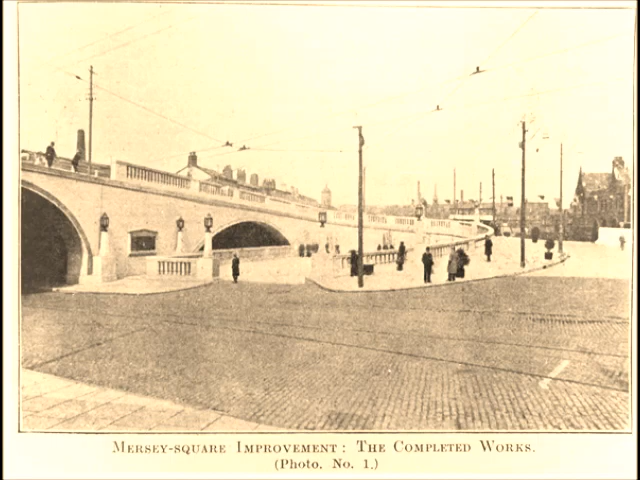 Mersey-square Improvement: The Completed Works.
(Photo. No. 1.)